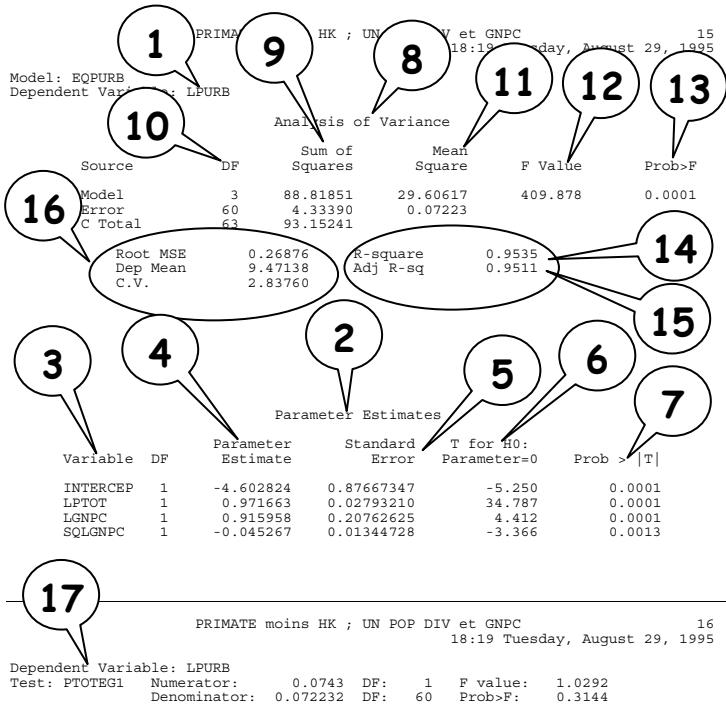 1 9 8 11 12 13
PRIMA HK ; UN V et GNPC 15
18:19 sday, August 29, 1995
Model: EQPURB
Dependent Vari : LPURB
10
Analysis of Variance
Sum of Mean
Source DF Squares Square F Value Prob>F
Model 3 88.81851 29.60617 409.878 0.0001
Error 60 4.33390 0.07223
C Total 63 93.15241
16
Root MSE 0.26876 R-square 0.9535
Dep Mean 9.47138 Adj R-sq 0.9511
C.V. 2.83760
14
15
3 4 2 5 6 7
Parameter Estimates
Parameter Standard T for H0:
Variable DF Estimate Error Parameter=0 Prob > |T|
INTERCEP 1 -4.602824 0.87667347 -5.250 0.0001
LPTOT 1 0.971663 0.02793210 34.787 0.0001
LGNPC 1 0.915958 0.20762625 4.412 0.0001
SQLGNPC 1 -0.045267 0.01344728 -3.366 0.0013
17
PRIMATE moins HK ; UN POP DIV et GNPC 16
18:19 Tuesday, August 29, 1995
Dependent Variable: LPURB
Test: PTOTEG1 Numerator: 0.0743 DF: 1 F value: 1.0292
Denominator: 0.072232 DF: 60 Prob>F: 0.3144